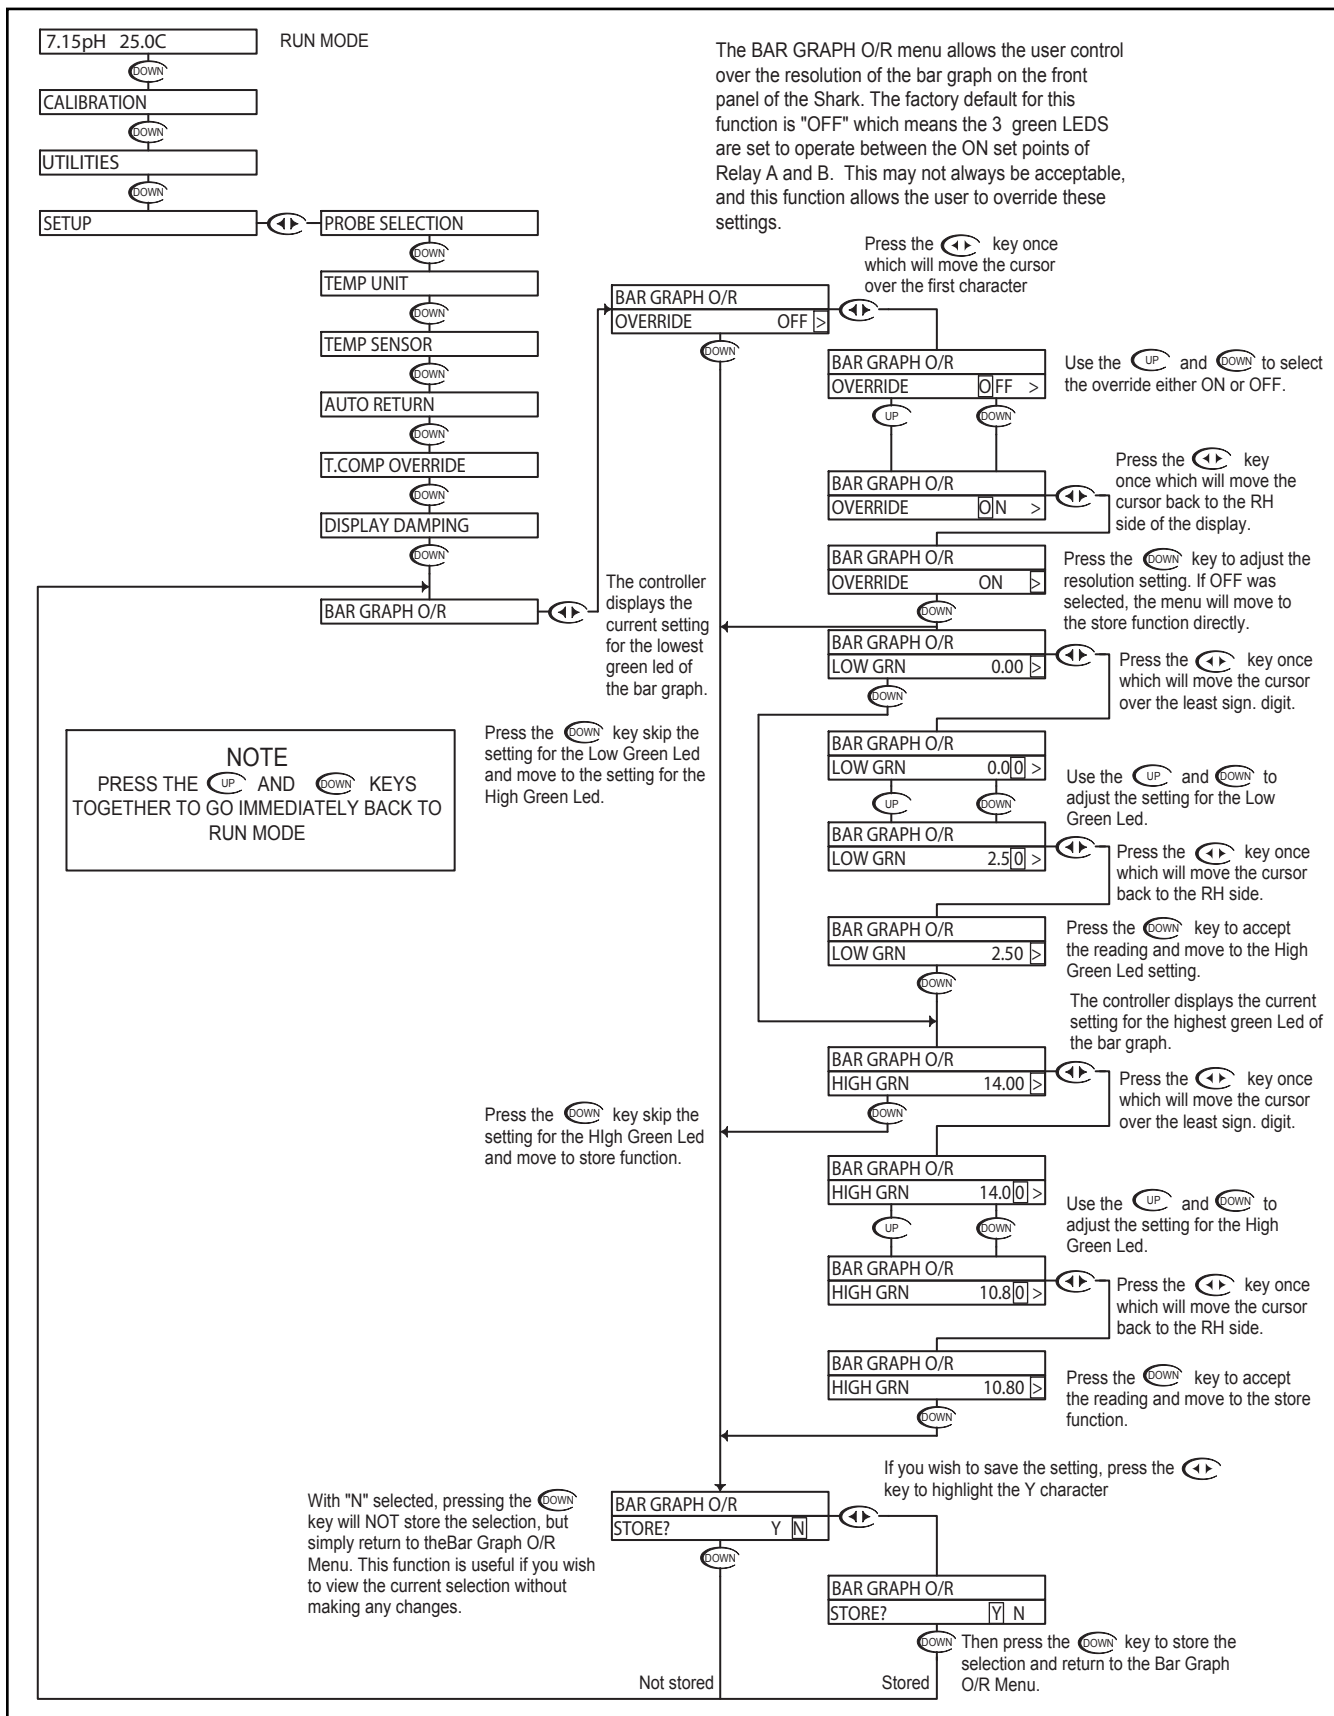 7.15pH 25.0C
RUN MODE
DOWN
CALIBRATION
DOWN
UTILITIES
DOWN
SETUP
The BAR GRAPH O/R menu allows the user control
over the resolution of the bar graph on the front
panel of the Shark. The factory default for this
function is "OFF" which means the 3 green LEDS
are set to operate between the ON set points of
Relay A and B. This may not always be acceptable,
and this function allows the user to override these
settings.
PROBE SELECTION
DOWN
TEMP UNIT
DOWN
TEMP SENSOR
DOWN
AUTO RETURN
DOWN
T.COMP OVERRIDE
DOWN
DISPLAY DAMPING
DOWN
BAR GRAPH O/R
BAR GRAPH O/R
OVERRIDE OFF >
DOWN
Press the key once
which will move the cursor
over the first character
BAR GRAPH O/R
OVERRIDE OFF >
UP DOWN
Use the UP and DOWN to select
the override either ON or OFF.
BAR GRAPH O/R
OVERRIDE ON >
Press the key
once which will move the
cursor back to the RH
side of the display.
BAR GRAPH O/R
OVERRIDE ON >
DOWN
Press the DOWN key to adjust the
resolution setting. If OFF was
selected, the menu will move to
the store function directly.
The controller
displays the
current setting
for the lowest
green led of
the bar graph.
BAR GRAPH O/R
LOW GRN 0.00 >
DOWN
Press the key once
which will move the cursor
over the least sign. digit.
Press the DOWN key skip the
setting for the Low Green Led
and move to the setting for the
High Green Led.
NOTE
PRESS THE UP AND DOWN KEYS
TOGETHER TO GO IMMEDIATELY BACK TO
RUN MODE
BAR GRAPH O/R
LOW GRN 0.00 >
UP DOWN
Use the UP and DOWN to
adjust the setting for the Low
Green Led.
BAR GRAPH O/R
LOW GRN 2.50 >
Press the key once
which will move the cursor
back to the RH side.
BAR GRAPH O/R
LOW GRN 2.50 >
DOWN
Press the DOWN key to accept
the reading and move to the High
Green Led setting.
The controller displays the current
setting for the highest green Led of
the bar graph.
BAR GRAPH O/R
HIGH GRN 14.00 >
DOWN
Press the key once
which will move the cursor
over the least sign. digit.
Press the DOWN key skip the
setting for the HIgh Green Led
and move to store function.
BAR GRAPH O/R
HIGH GRN 14.00 >
UP DOWN
Use the UP and DOWN to
adjust the setting for the High
Green Led.
BAR GRAPH O/R
HIGH GRN 10.80 >
Press the key once
which will move the cursor
back to the RH side.
BAR GRAPH O/R
HIGH GRN 10.80 >
DOWN
Press the DOWN key to accept
the reading and move to the store
function.
If you wish to save the setting, press the
key to highlight the Y character
With "N" selected, pressing the DOWN
key will NOT store the selection, but
simply return to theBar Graph O/R
Menu. This function is useful if you wish
to view the current selection without
making any changes.
BAR GRAPH O/R
STORE? Y N
DOWN
BAR GRAPH O/R
STORE? Y N
DOWN
Then press the DOWN key to store the
selection and return to the Bar Graph
O/R Menu.
Not stored
Stored